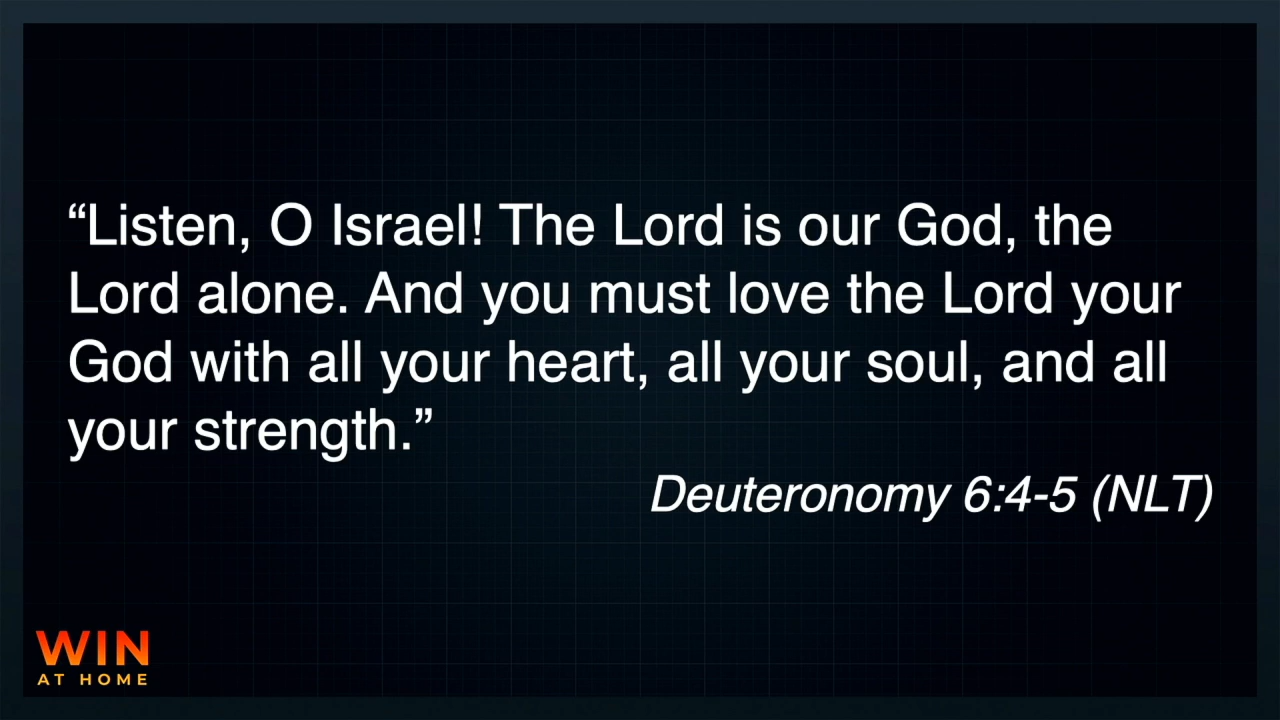 “Listen, O Israel! The Lord is our God, the
Lord alone. And you must love the Lord your
God with all your heart, all your soul, and all
your strength.”
Deuteronomy 6:4-5 (NLT)
WIN
AT HOME